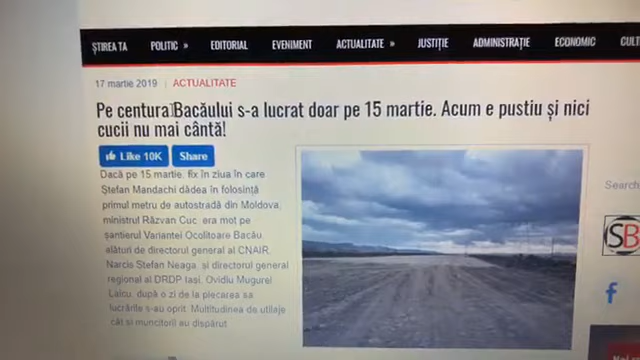 ȘTIREA TA POLITIC » EDITORIAL EVENIMENT ACTUALITATE » JUSTIȚIE ADMINISTRAȚIE ECONOMIC CULT
17 martie 2019 | ACTUALITATE
Pe centura Bacăului s-a lucrat doar pe 15 martie. Acum e pustiu și nici
cucii nu mai cântă!
Like 10K Share
Dacă pe 15 martie, fix în ziua în care
Ștefan Mandachi dădea în folosință
primul metru de autostradă din Moldova,
ministrul Răzvan Cuc, era mot pe
șantierul Variantei Ocolitoare Bacău,
alături de directorul general al CNAIR,
Narcis Ștefan Neaga, și directorul general
regional al DRDP Iași, Ovidiu Mugurel
Laicu, după o zi de la plecarea sa
lucrările s-au oprit. Multitudinea de utilaje
cât și muncitorii au dispărut
Search
SB
f